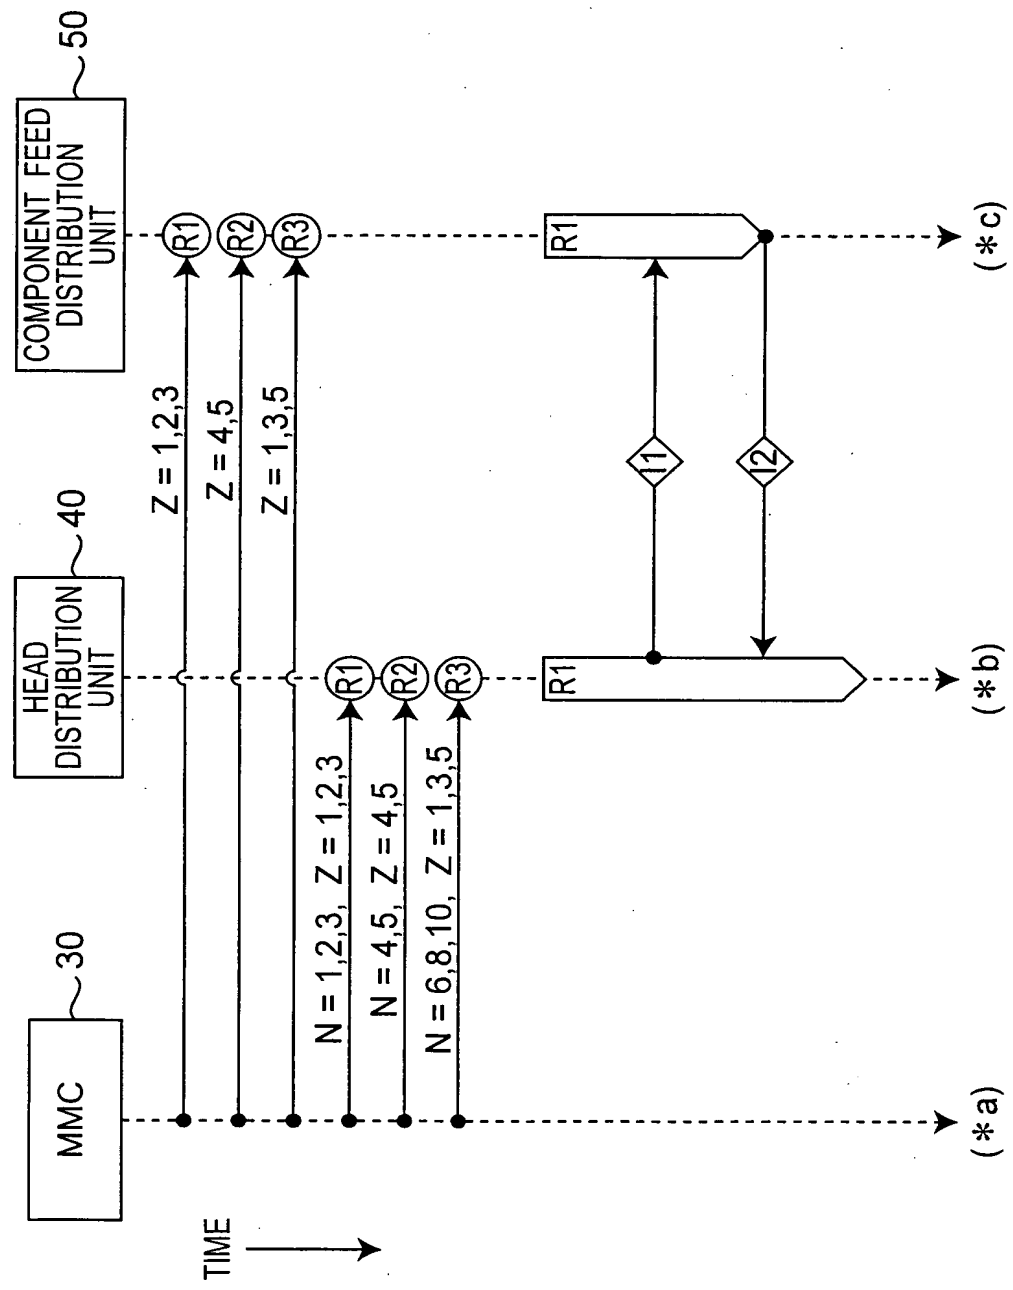 MMC
30
HEAD
DISTRIBUTION
UNIT
40
COMPONENT FEED
DISTRIBUTION
UNIT
50
TIME
Z = 1,2,3
R1
Z = 4,5
R2
Z = 1,3,5
R3
N = 1,2,3, Z = 1,2,3
R1
N = 4,5, Z = 4,5
R2
N = 6,8,10, Z = 1,3,5
R3
R1
R1
I1
I2
(*a)
(*b)
(*c)